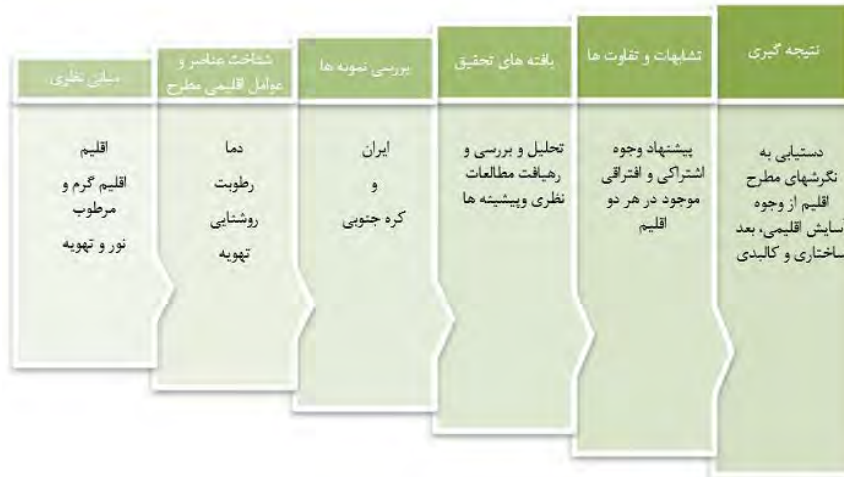 مبانی نظری
اقلیم
اقلیم گرم و
مرطوب
نور و تهویه
شناخت عناصر و
عوامل اقلیمی مطرح
دما
رطوبت
روشنایی
تهویه
بررسی نمونه ها
ایران
و
کره جنوبی
یافته های تحقیق
تحلیل و بررسی و
رهیافت مطالعات
نظری وپیشینه ها
تشابهات و تفاوت ها
پیشنهاد وجوه
اشتراکی و افتراقی
موجود در هر دو
اقلیم
نتیجه گیری
دستیابی به
نگرشهای مطرح
اقلیم از وجوه
آسایش اقلیمی، بعد
ساختاری و کالبدی